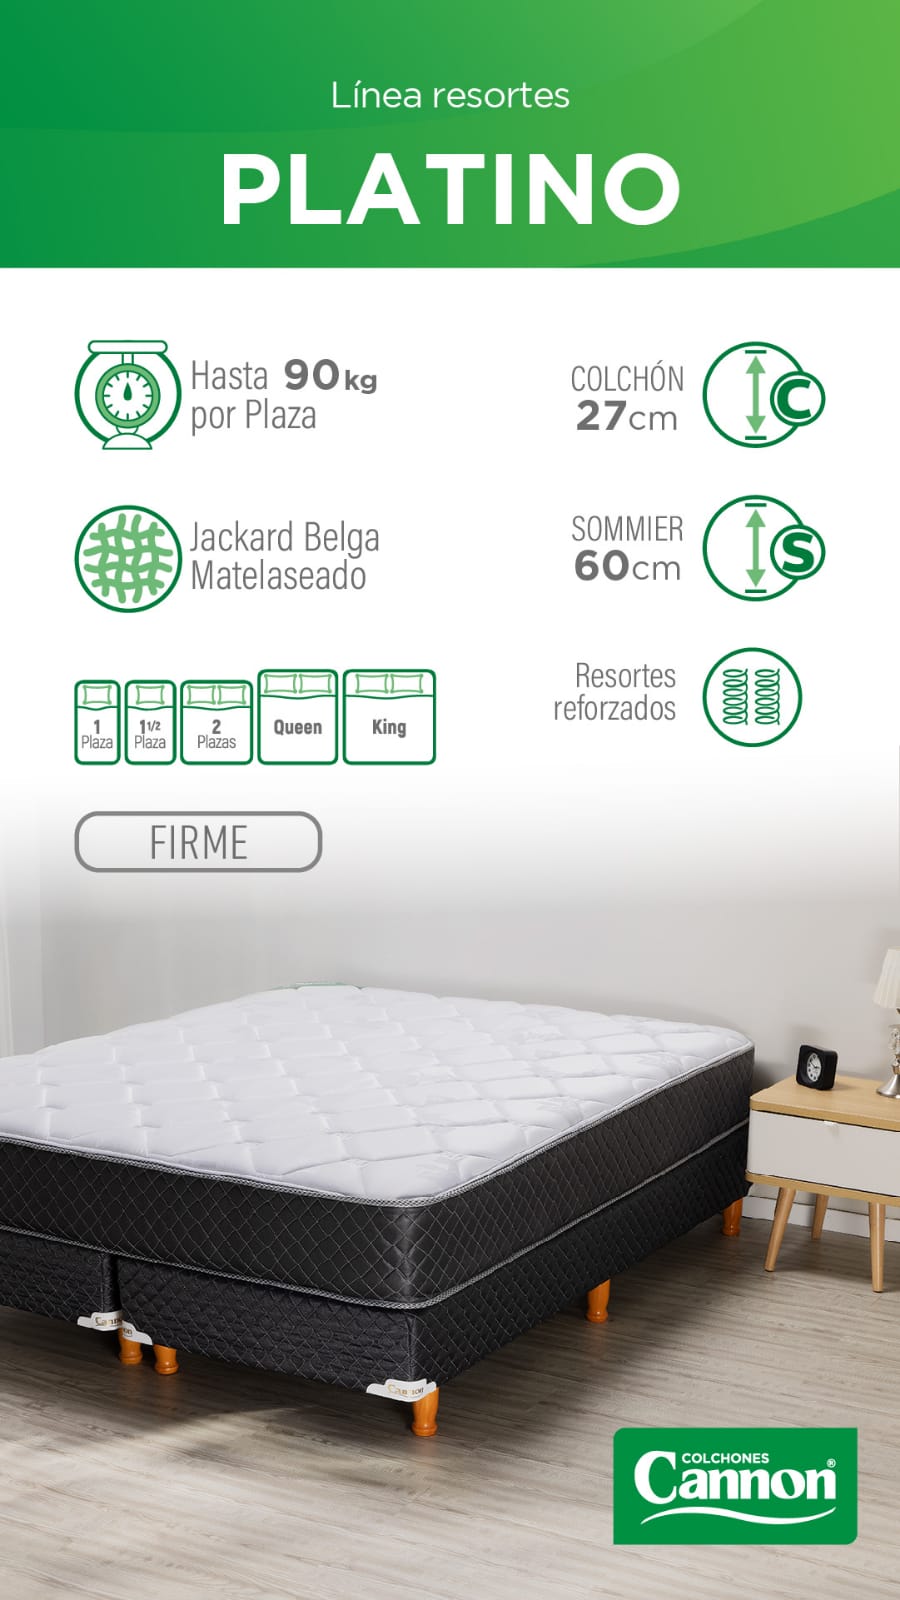 Línea resortes
PLATINO
Hasta 90kg
por Plaza
COLCHÓN
27cm
Jackard Belga
Matelaseado
SOMMIER
60cm
1
Plaza
1 1/2
Plaza
2
Plazas
Queen
King
Resortes
reforzados
FIRME
Cannon
COLCHONES
Cannon®